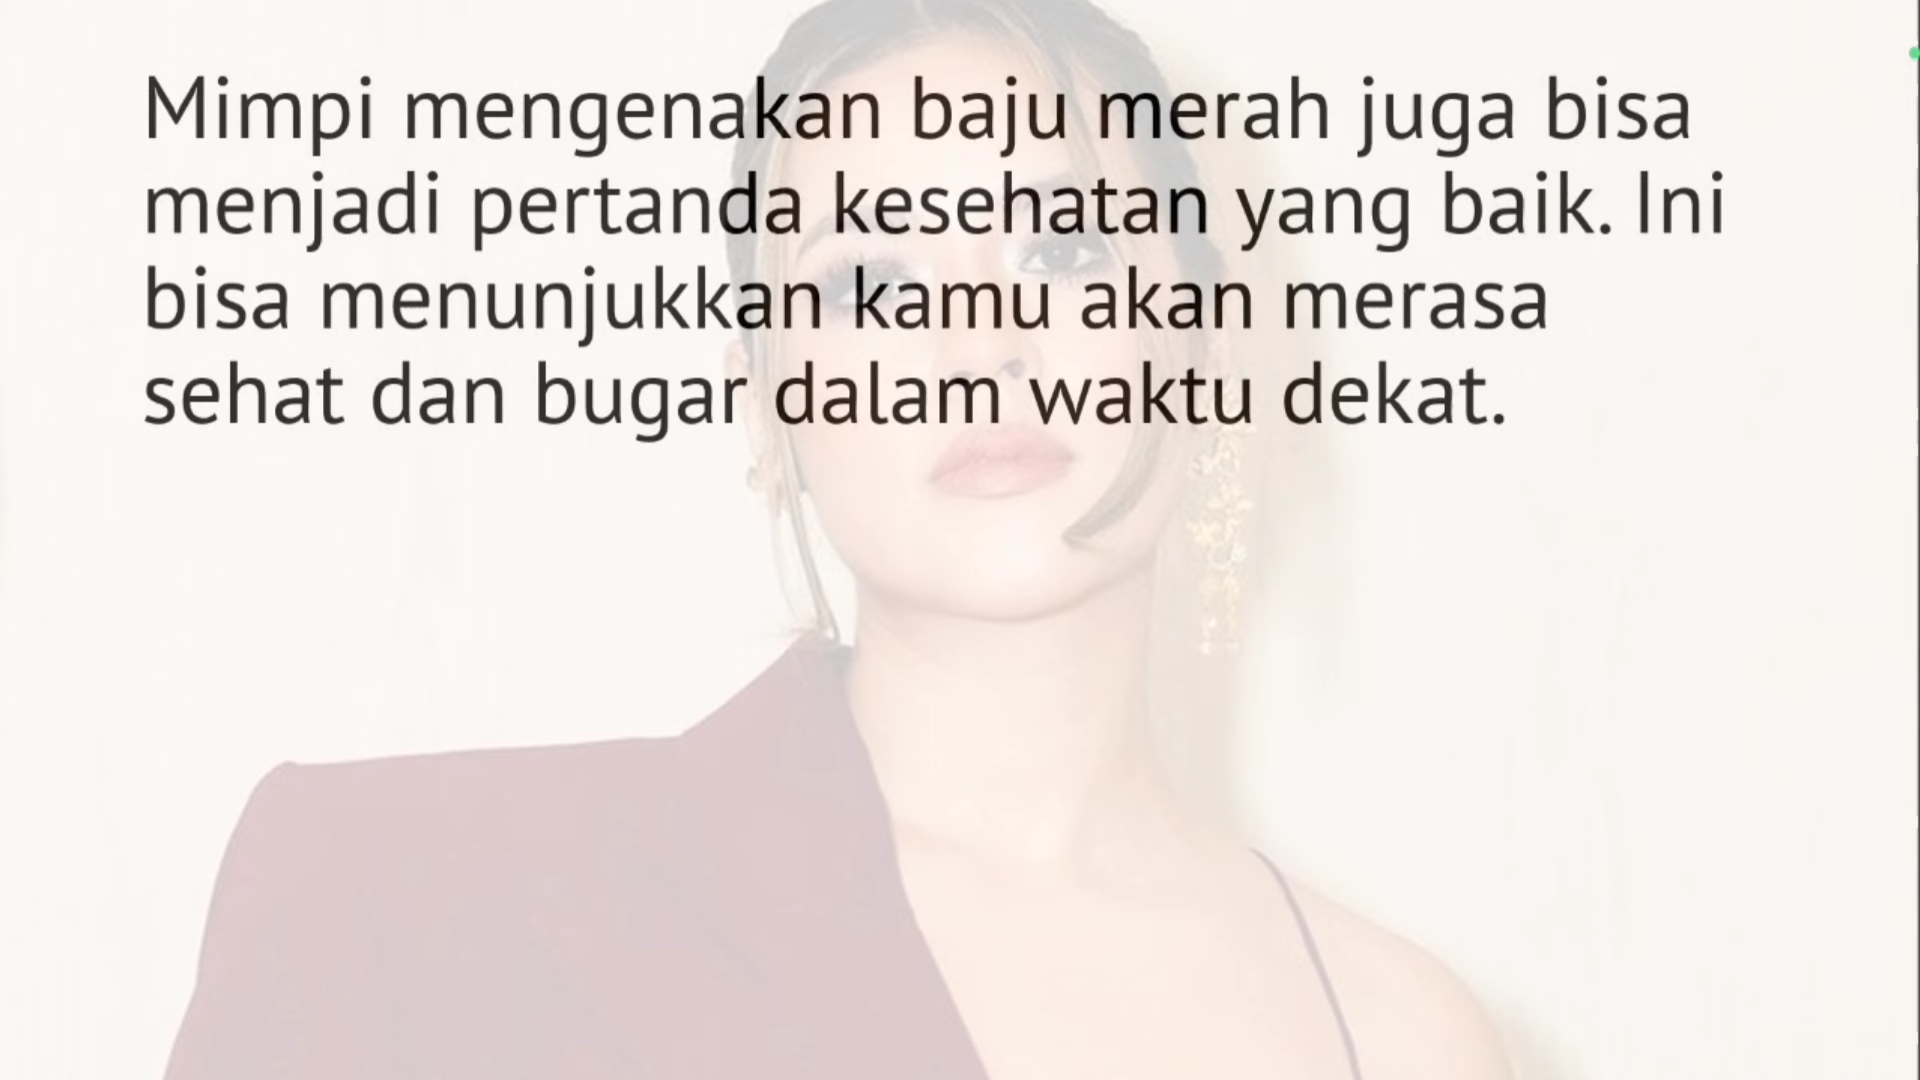 Mimpi mengenakan baju merah juga bisa
menjadi pertanda kesehatan yang baik. Ini
bisa menunjukkan kamu akan merasa
sehat dan bugar dalam waktu dekat.